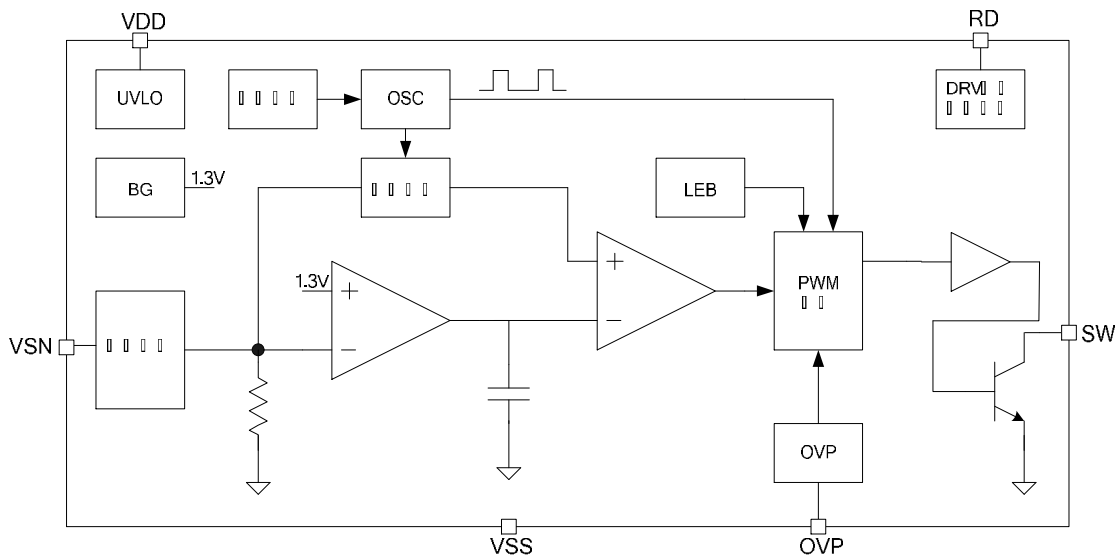 VDD
RD
UVLO
OSC
DRV
BG
1.3V
LEB
1.3V
+
−
+
−
PWM
VSN
SW
OVP
VSS
OVP